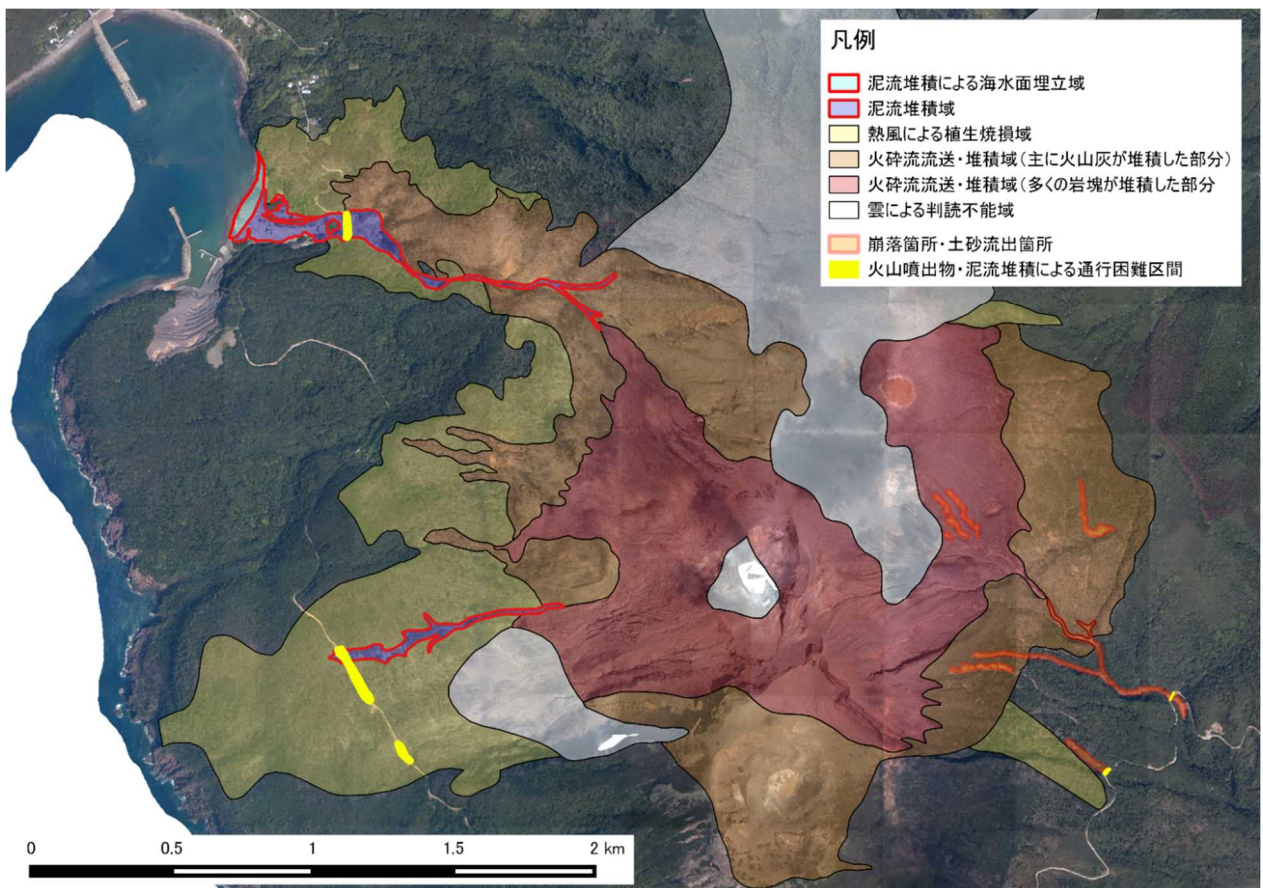 凡例
泥流堆積による海水面埋立域
泥流堆積域
熱風による植生焼損域
火砕流流送・堆積域(主に火山灰が堆積した部分)
火砕流流送・堆積域(多くの岩塊が堆積した部分
雲による判読不能域
崩落箇所・土砂流出箇所
火山噴出物・泥流堆積による通行困難区間
0 0.5 1 1.5 2 km